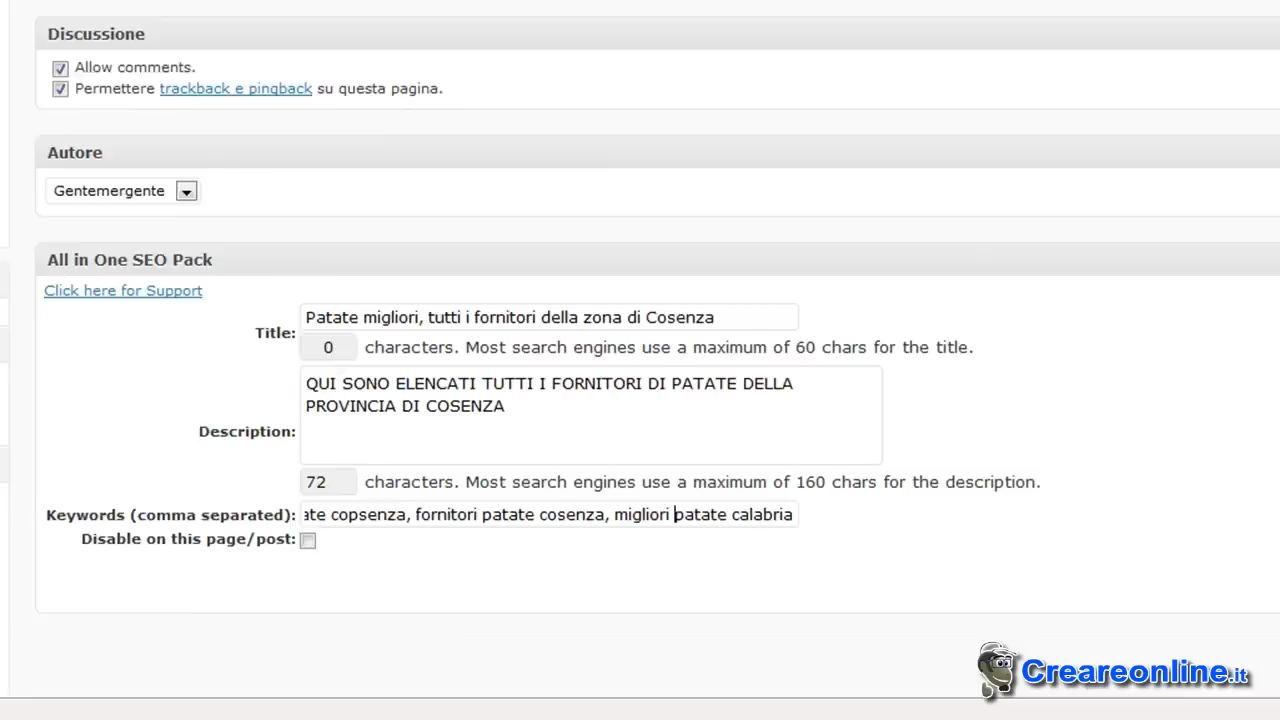 Discussione
Allow comments.
Permettere trackback e pingback su questa pagina.
Autore
Gentemergente
All in One SEO Pack
Click here for Support
Title: Patate migliori, tutti i fornitori della zona di Cosenza
0 characters. Most search engines use a maximum of 60 chars for the title.
Description: QUI SONO ELENCATI TUTTI I FORNITORI DI PATATE DELLA
PROVINCIA DI COSENZA
72 characters. Most search engines use a maximum of 160 chars for the description.
Keywords (comma separated): ate copsenza, fornitori patate cosenza, migliori patate calabria
Disable on this page/post:
Creareonline.it